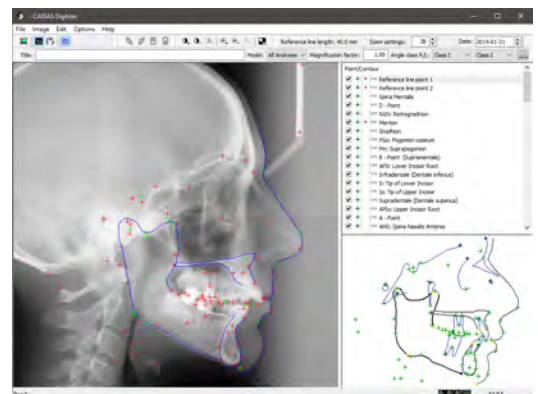 - CADIAS Digitizer
File Image Edit Options Help
Reference line length: 40.0 mm Zoom settings: 38 Date: 2014-01-31
Title: Model: All Analyses Magnification factor: 1.00 Angle class R/L: Class I Class I
Point/Contour
Reference line point 1
Reference line point 2
Spina Mentalis
D - Point
RGN: Retrognathion
Menton
Gnathion
PGo: Pogonion osseum
Pm: Suprapogonion
B - Point (Supramentale)
APIi: Lower Incisor Root
Infradentale (Dentale inferius)
Ii: Tip of Lower Incisor
Is: Tip of Upper Incisor
Supradentale (Dentale superius)
APIs: Upper Incisor Root
A - Point
ANS: Spina Nasalis Anterior